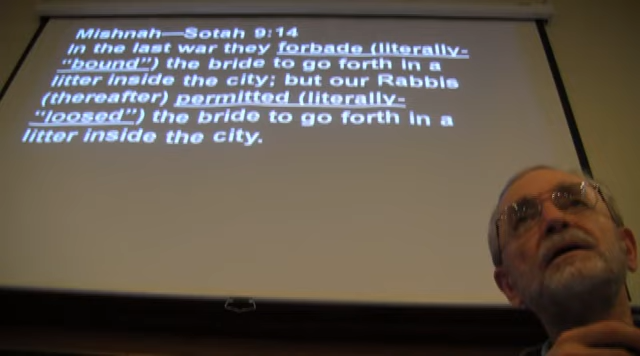 Mishnah—Sotah 9:14
In the last war they forbade (literally-
"bound") the bride to go forth in a
litter inside the city; but our Rabbis
(thereafter) permitted (literally-
"loosed") the bride to go forth in a
litter inside the city.